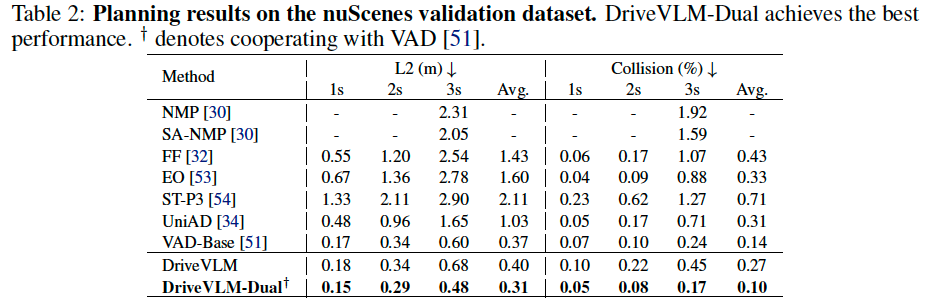 Table 2: Planning results on the nuScenes validation dataset. DriveVLM-Dual achieves the best
performance. † denotes cooperating with VAD [51].
Method L2 (m) ↓ Collision (%) ↓
1s 2s 3s Avg. 1s 2s 3s Avg.
NMP [30] - - 2.31 - - - 1.92 -
SA-NMP [30] - - 2.05 - - - 1.59 -
FF [32] 0.55 1.20 2.54 1.43 0.06 0.17 1.07 0.43
EO [53] 0.67 1.36 2.78 1.60 0.04 0.09 0.88 0.33
ST-P3 [54] 1.33 2.11 2.90 2.11 0.23 0.62 1.27 0.71
UniAD [34] 0.48 0.96 1.65 1.03 0.05 0.17 0.71 0.31
VAD-Base [51] 0.17 0.34 0.60 0.37 0.07 0.10 0.24 0.14
DriveVLM 0.18 0.34 0.68 0.40 0.10 0.22 0.45 0.27
DriveVLM-Dual† 0.15 0.29 0.48 0.31 0.05 0.08 0.17 0.10